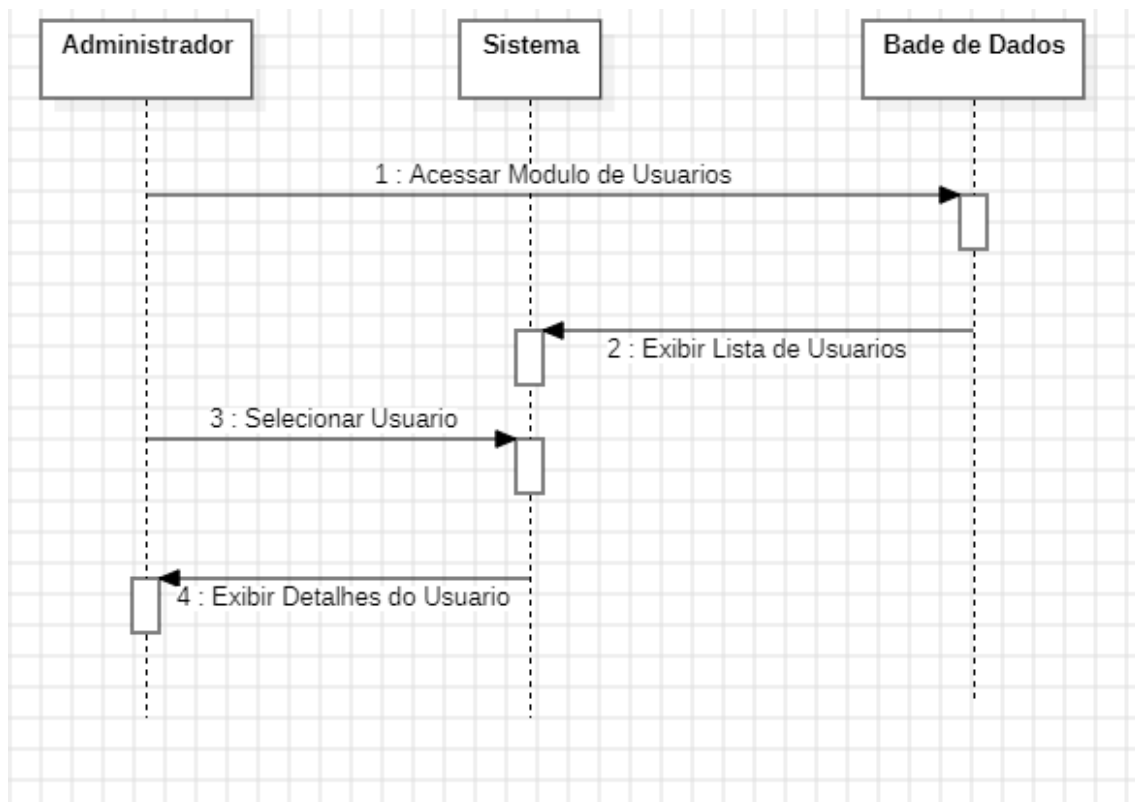 Administrador
Sistema
Bade de Dados
1 : Acessar Modulo de Usuarios
2 : Exibir Lista de Usuarios
3 : Selecionar Usuario
4 : Exibir Detalhes do Usuario